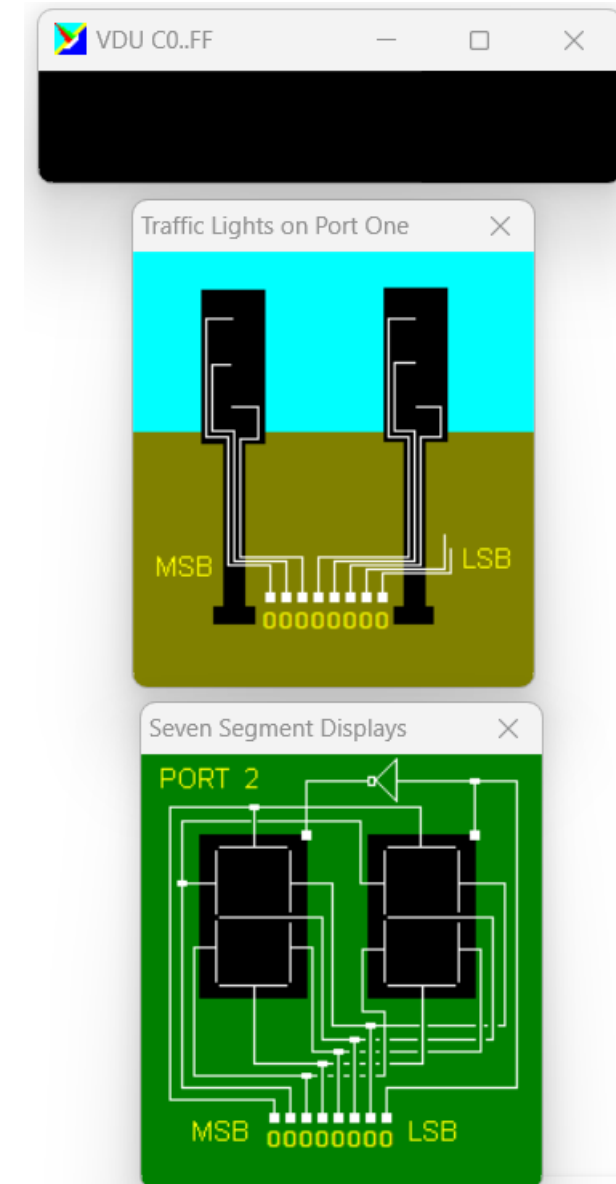 VDU C0..FF
Traffic Lights on Port One
MSB
LSB
00000000
Seven Segment Displays
PORT 2
MSB 00000000 LSB